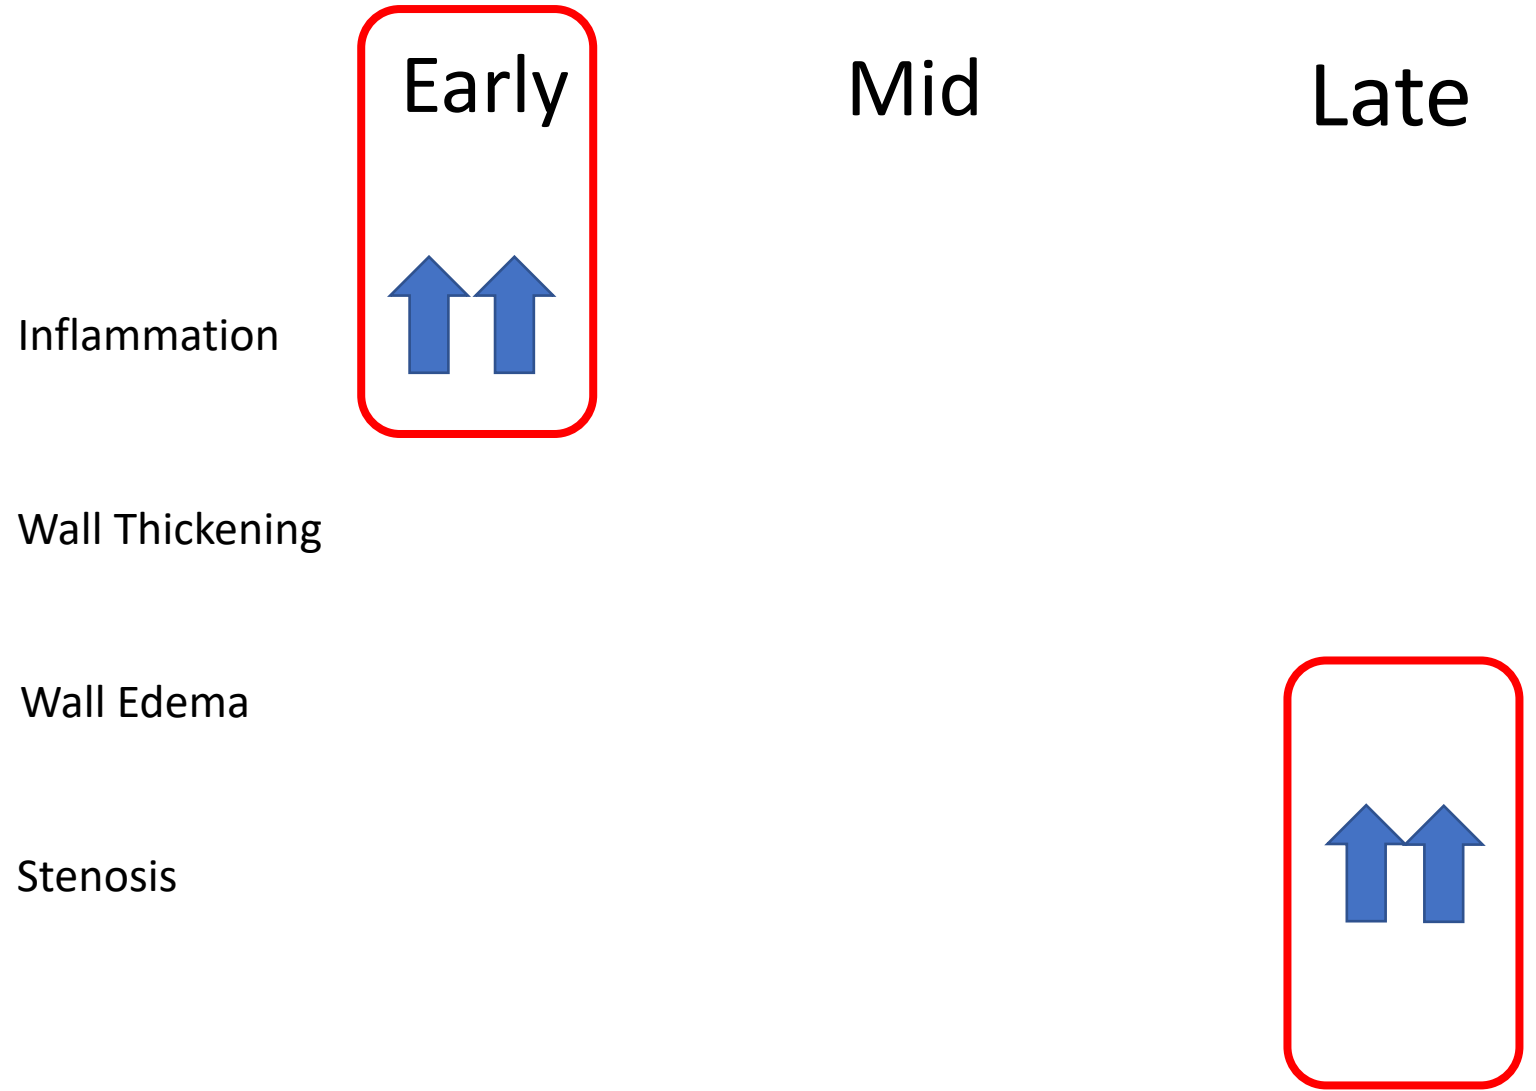 Early Mid Late
Inflammation
Wall Thickening
Wall Edema
Stenosis